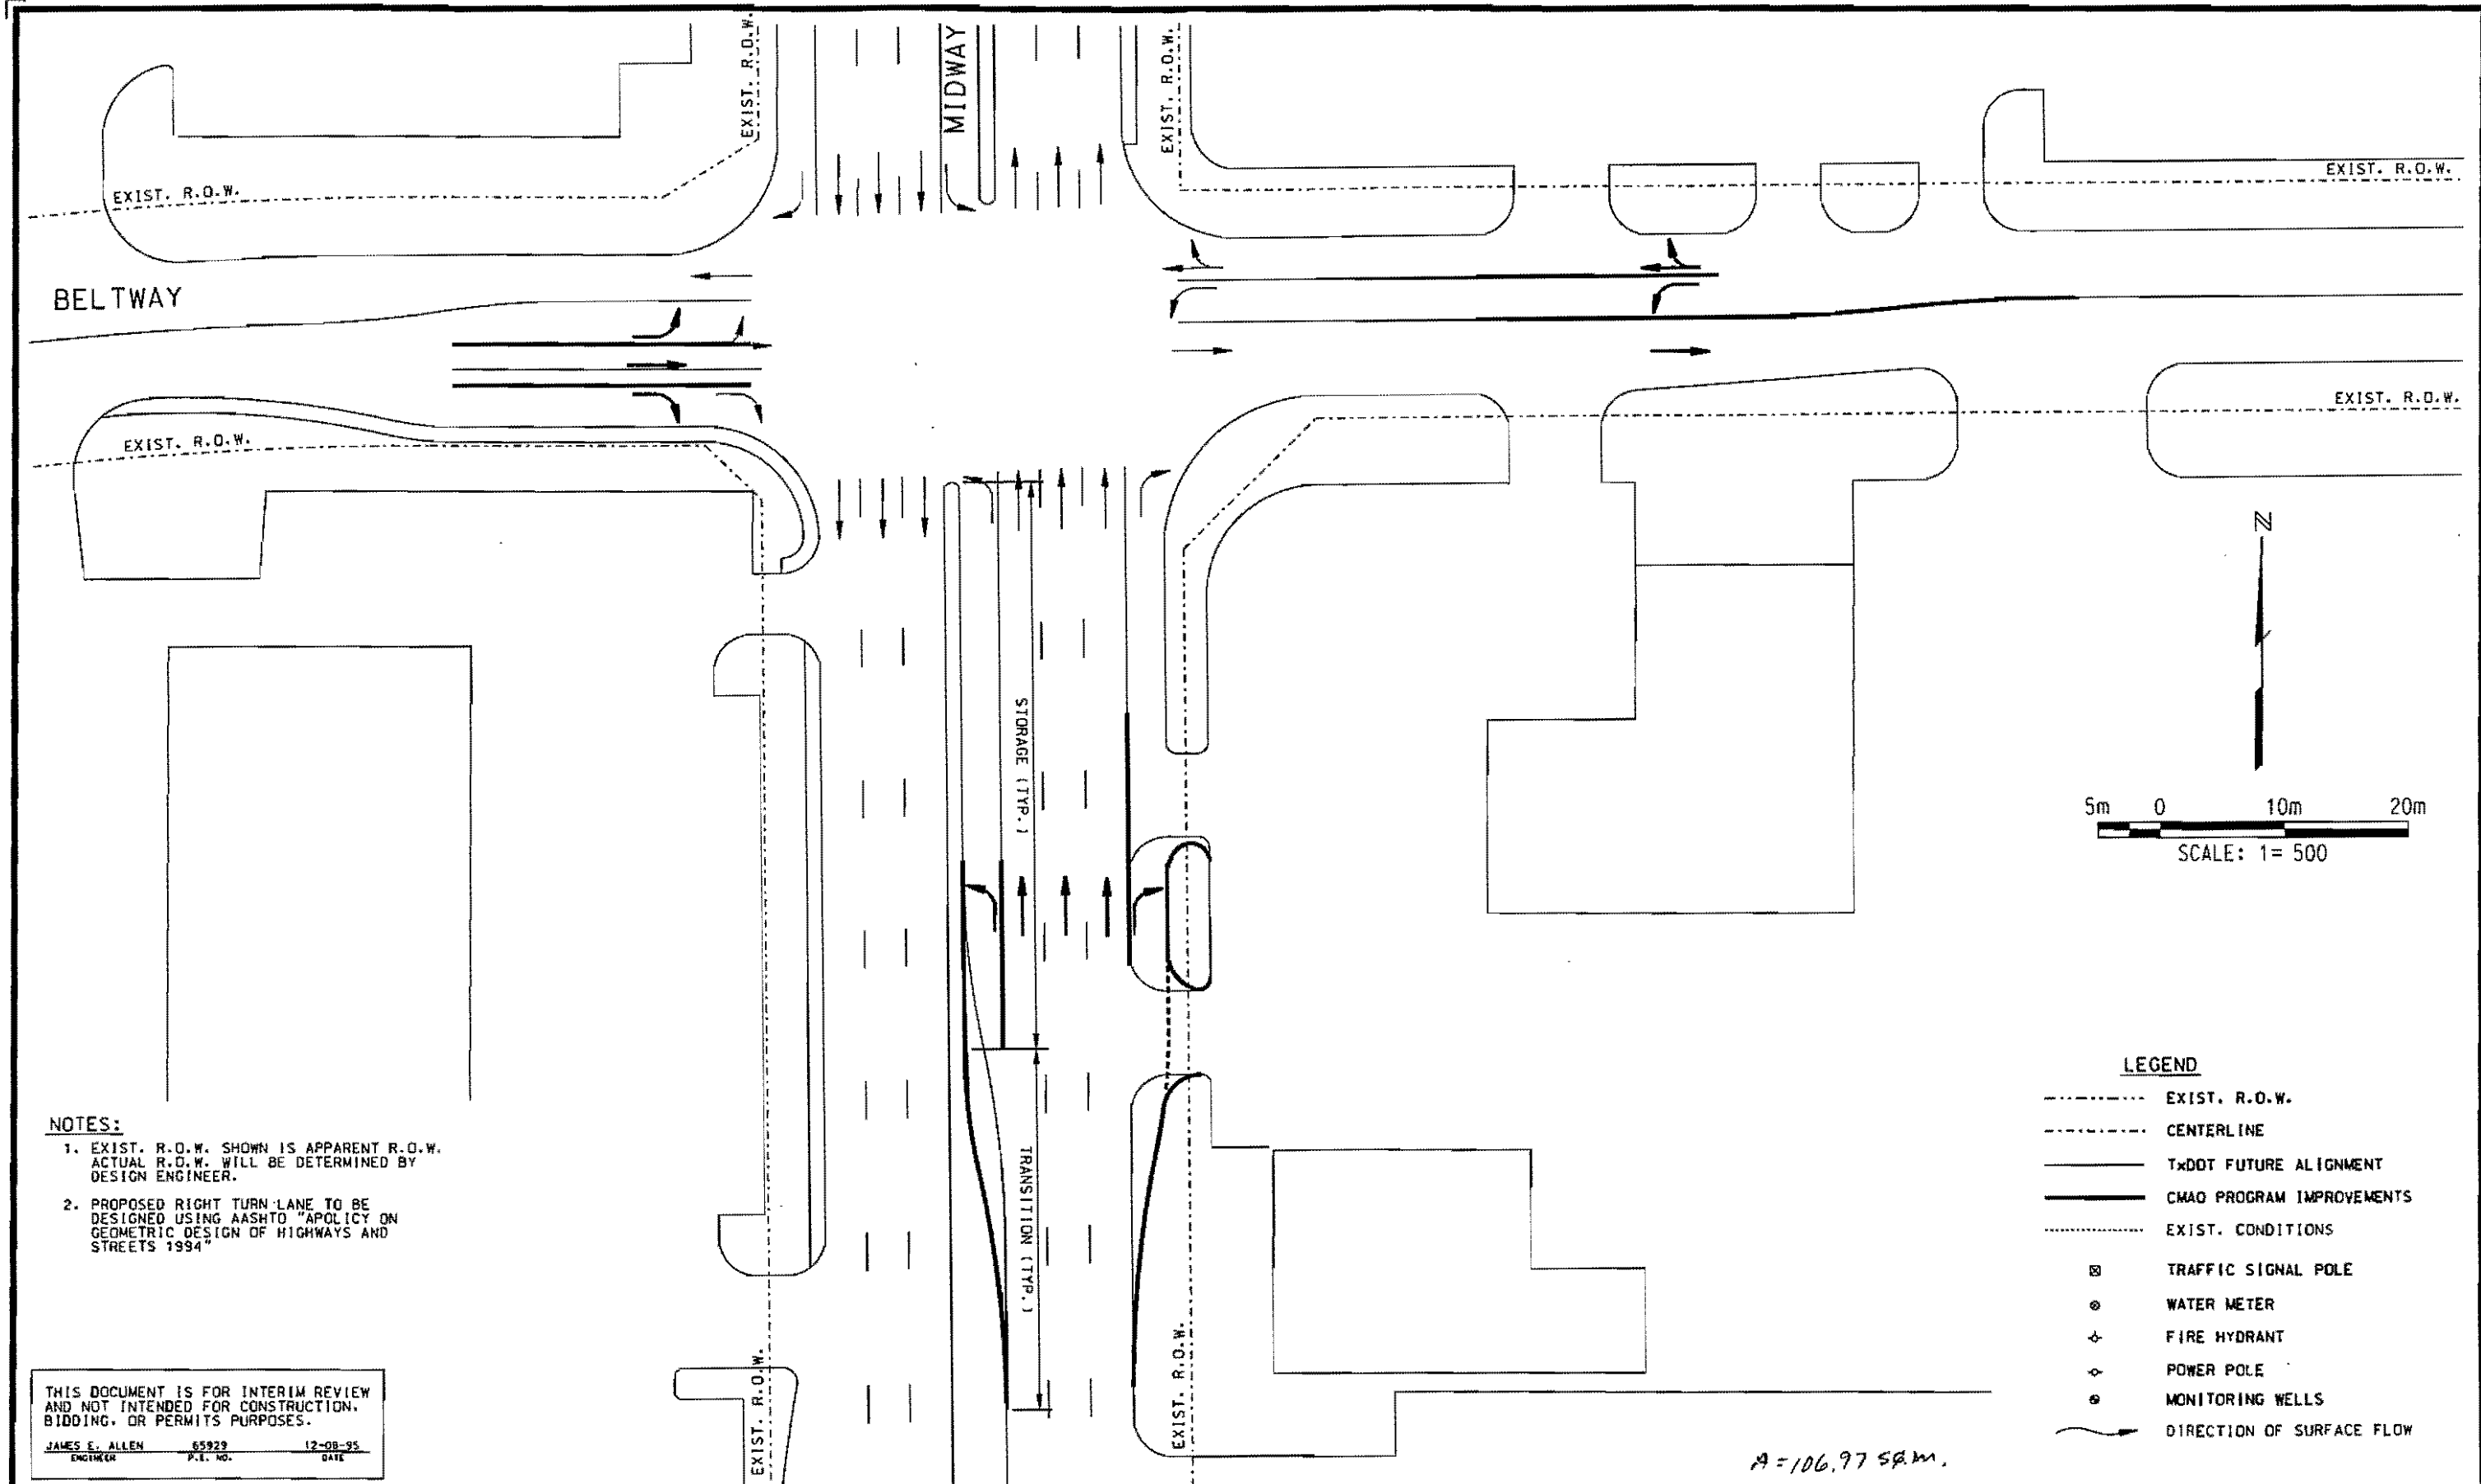 EXIST. R.O.W.
MIDWAY
EXIST. R.O.W.
EXIST. R.O.W.
EXIST. R.O.W.
BELTWAY
EXIST. R.O.W.
EXIST. R.O.W.
N
STORAGE (TYP.)
5m 0 10m 20m
SCALE: 1= 500
TRANSITION (TYP.)
NOTES:
1. EXIST. R.O.W. SHOWN IS APPARENT R.O.W.
ACTUAL R.O.W. WILL BE DETERMINED BY
DESIGN ENGINEER.
2. PROPOSED RIGHT TURN LANE TO BE
DESIGNED USING AASHTO "APOLICY ON
GEOMETRIC DESIGN OF HIGHWAYS AND
STREETS 1994"
LEGEND
EXIST. R.O.W.
CENTERLINE
TxDOT FUTURE ALIGNMENT
CMAQ PROGRAM IMPROVEMENTS
EXIST. CONDITIONS
TRAFFIC SIGNAL POLE
WATER METER
FIRE HYDRANT
POWER POLE
MONITORING WELLS
DIRECTION OF SURFACE FLOW
EXIST. R.O.W.
EXIST. R.O.W.
THIS DOCUMENT IS FOR INTERIM REVIEW
AND NOT INTENDED FOR CONSTRUCTION,
BIDDING, OR PERMITS PURPOSES.
JAMES E. ALLEN 65929 12-08-95
ENGINEER P.E. NO. DATE
A = 106.97 SQ.M.